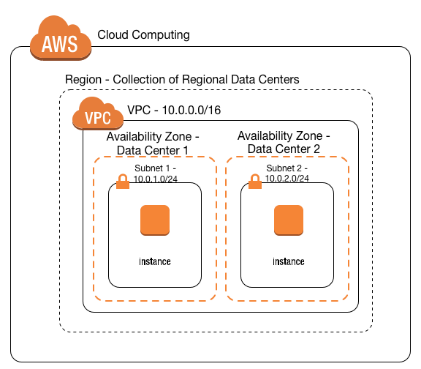 AWS
Cloud Computing
Region - Collection of Regional Data Centers
VPC
VPC - 10.0.0.0/16
Availability Zone -
Data Center 1
Availability Zone -
Data Center 2
Subnet 1 -
10.0.1.0/24
Subnet 2 -
10.0.2.0/24
instance
instance